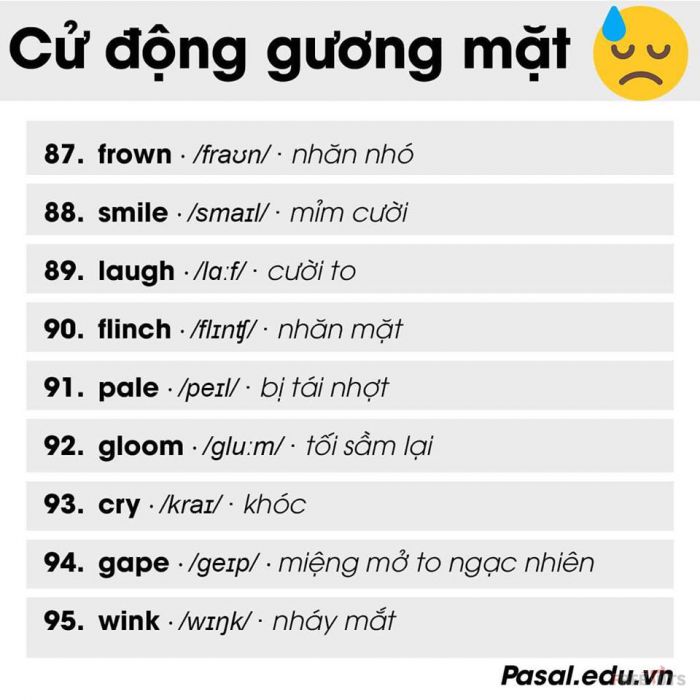 Cử động gương mặt
87. frown · /fraʊn/ · nhăn nhó
88. smile · /smaɪl/ · mỉm cười
89. laugh · /lɑːf/ · cười to
90. flinch · /flɪnʧ/ · nhăn mặt
91. pale · /peɪl/ · bị tái nhợt
92. gloom · /gluːm/ · tối sầm lại
93. cry · /kraɪ/ · khóc
94. gape · /geɪp/ · miệng mở to ngạc nhiên
95. wink · /wɪŋk/ · nháy mắt
Pasal.edu.vn